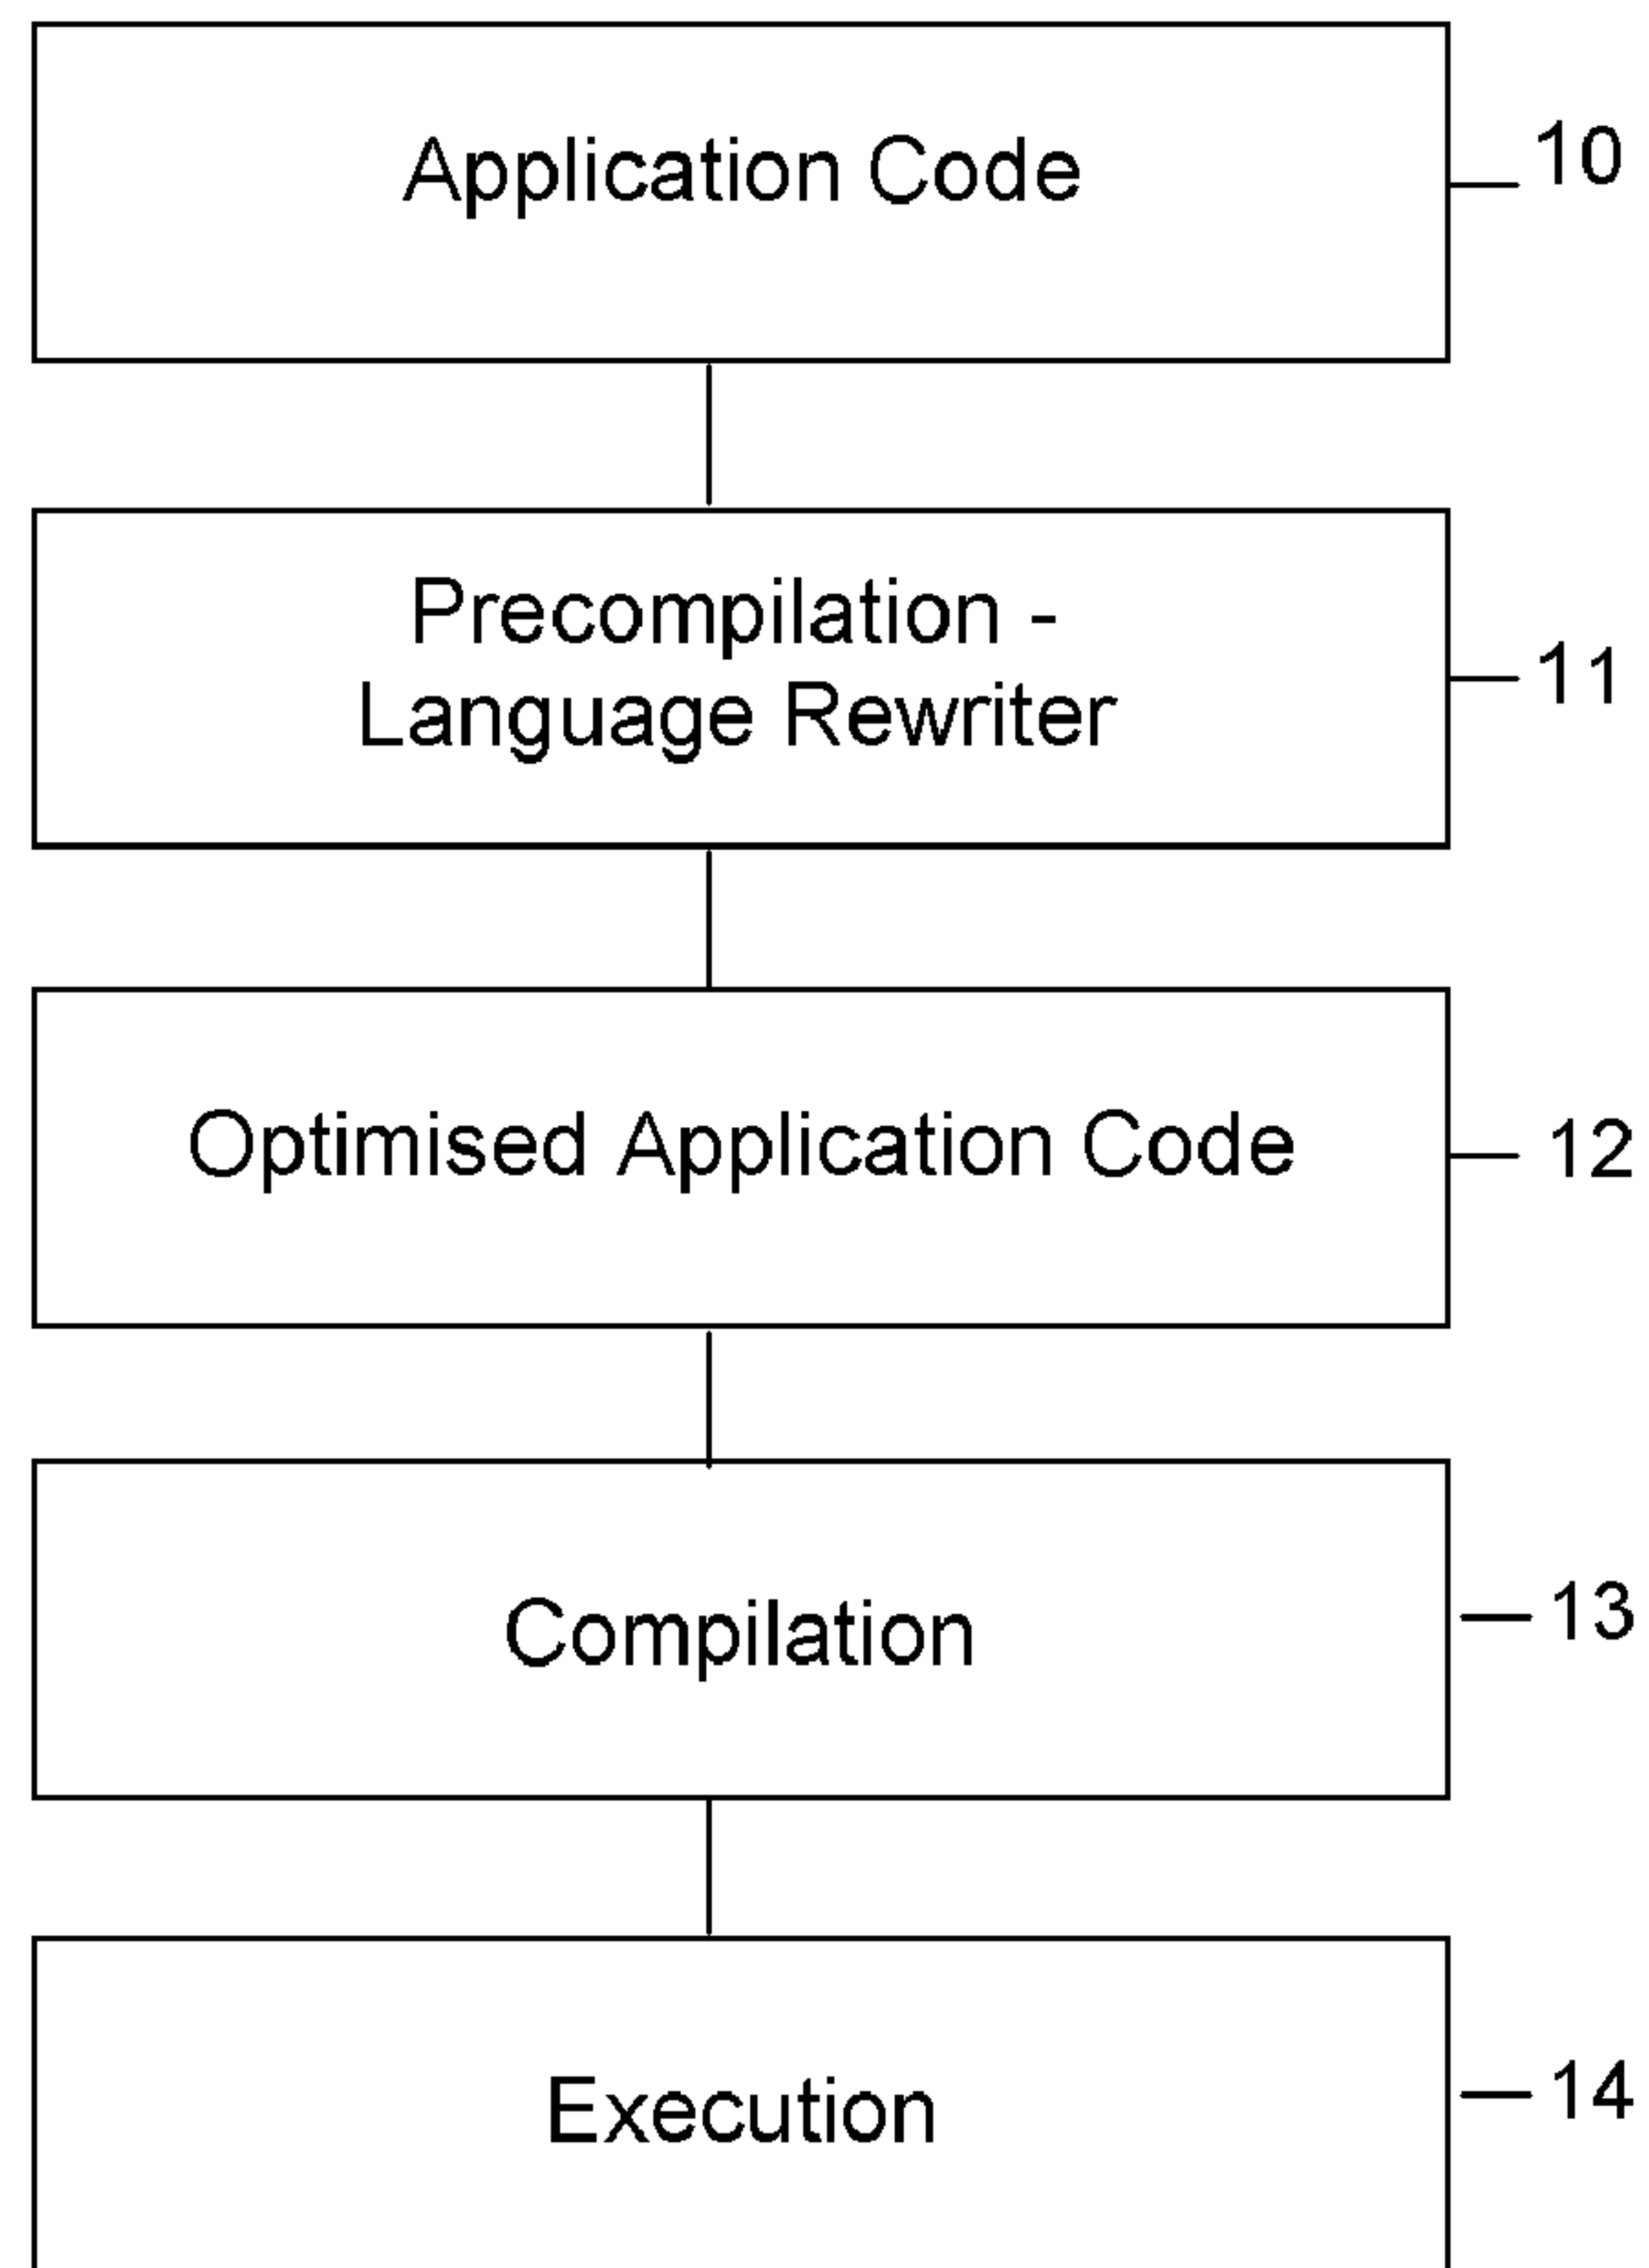 Application Code
10
Precompilation -
Language Rewriter
11
Optimised Application Code
12
Compilation
13
Execution
14